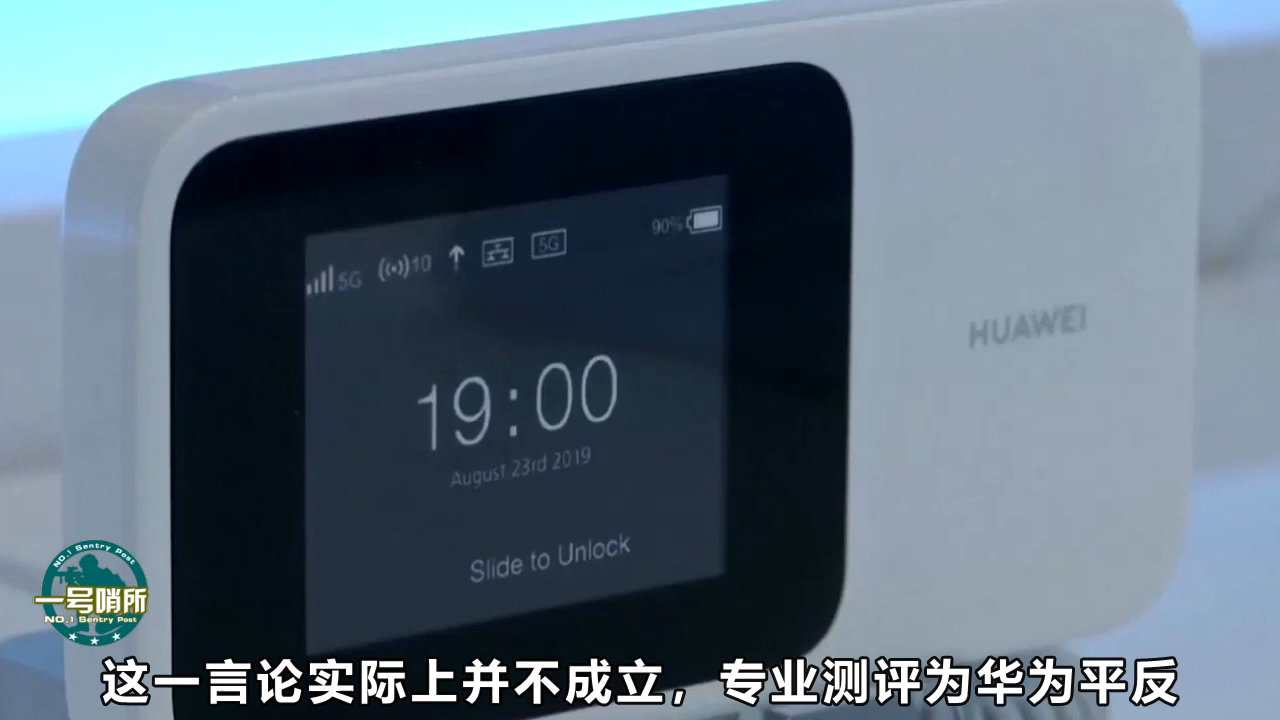 5G 10 5G 90%
HUAWEI
19:00
August 23rd 2019
Slide to Unlock
NO.1 Sentry Post
一号哨所
NO.1 Sentry Post
这一言论实际上并不成立，专业测评为华为平反